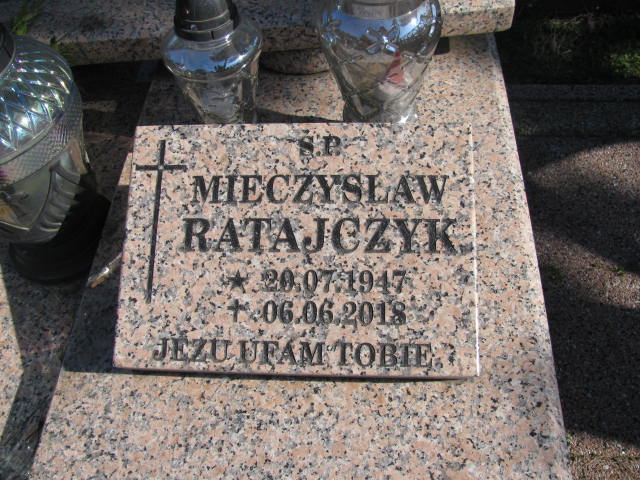 Ś.P.
MIECZYSŁAW
RATAJCZYK
★ 20.07.1947
✝ 06.06.2018
JEZU UFAM TOBIE